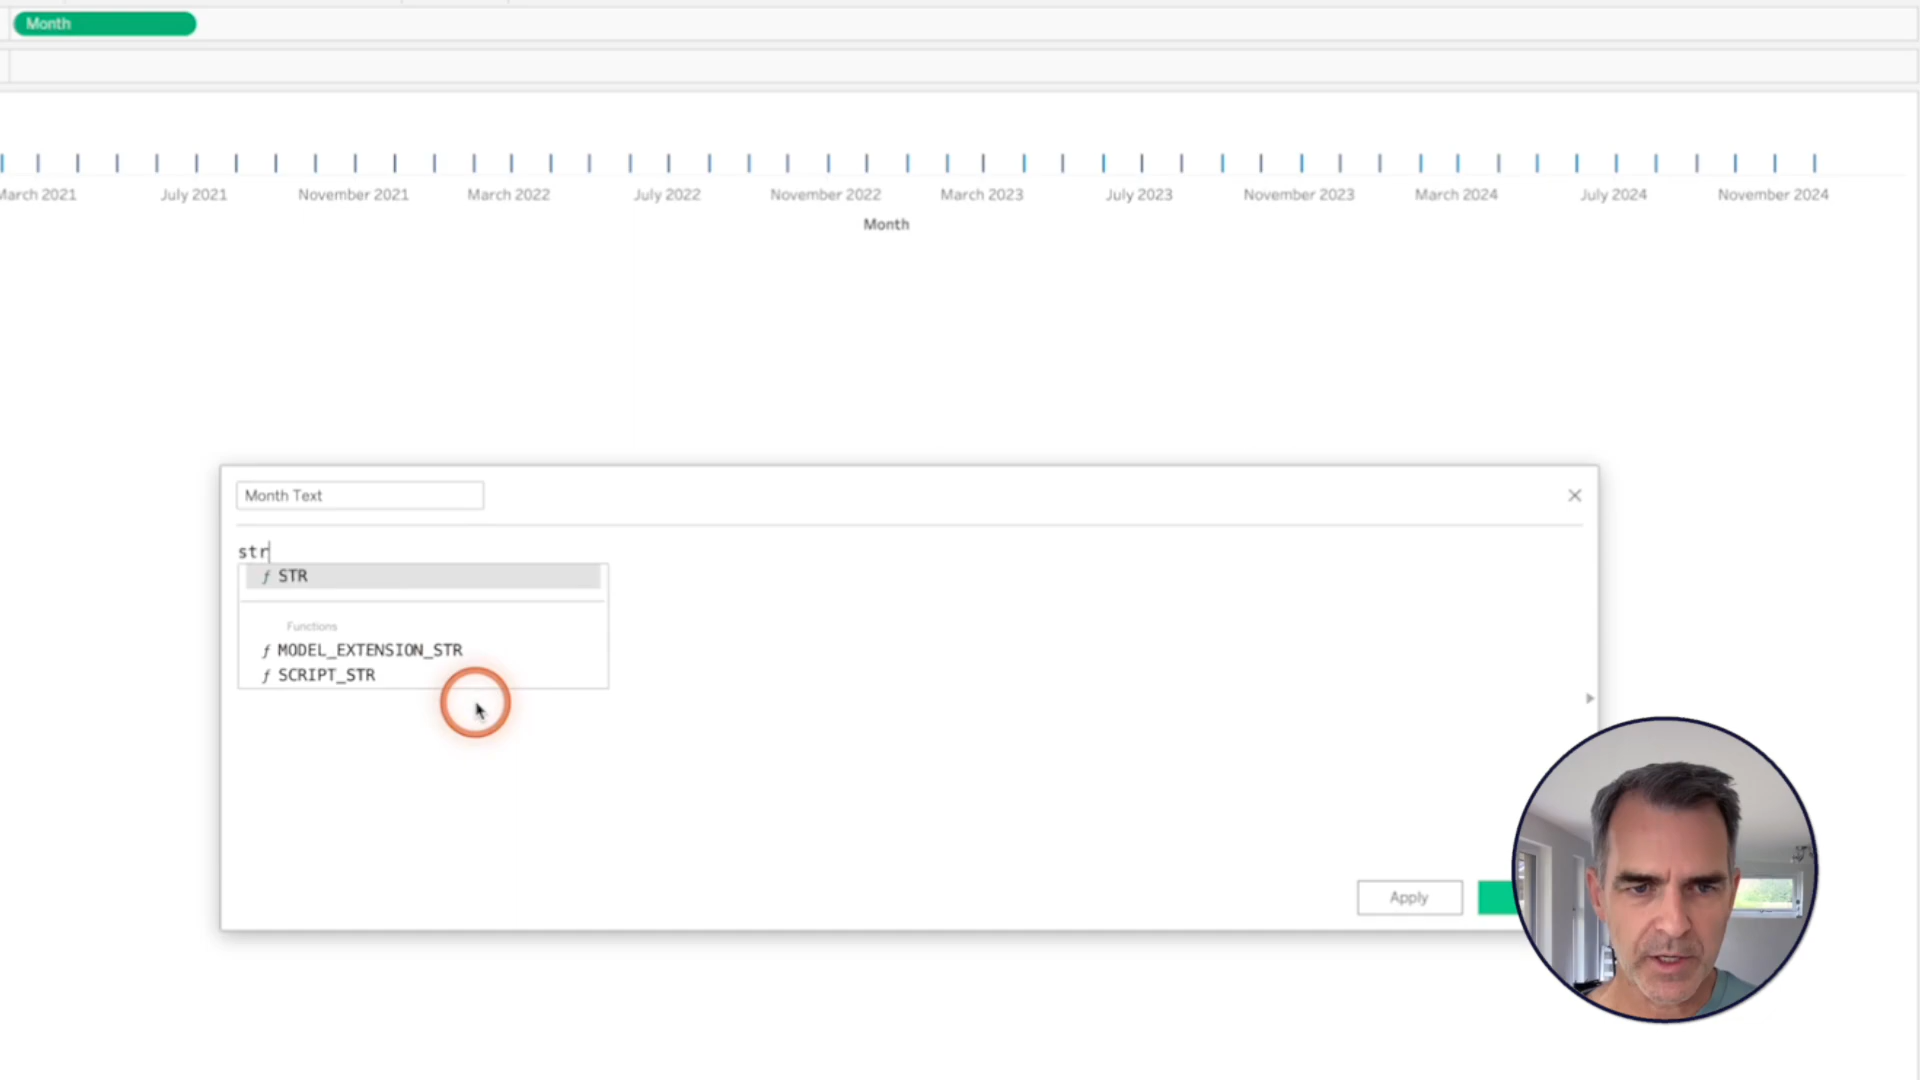 Month
March 2021 July 2021 November 2021 March 2022 July 2022 November 2022 March 2023 July 2023 November 2023 March 2024 July 2024 November 2024
Month
Month Text
str
f STR
Functions
f MODEL_EXTENSION_STR
f SCRIPT_STR
Apply